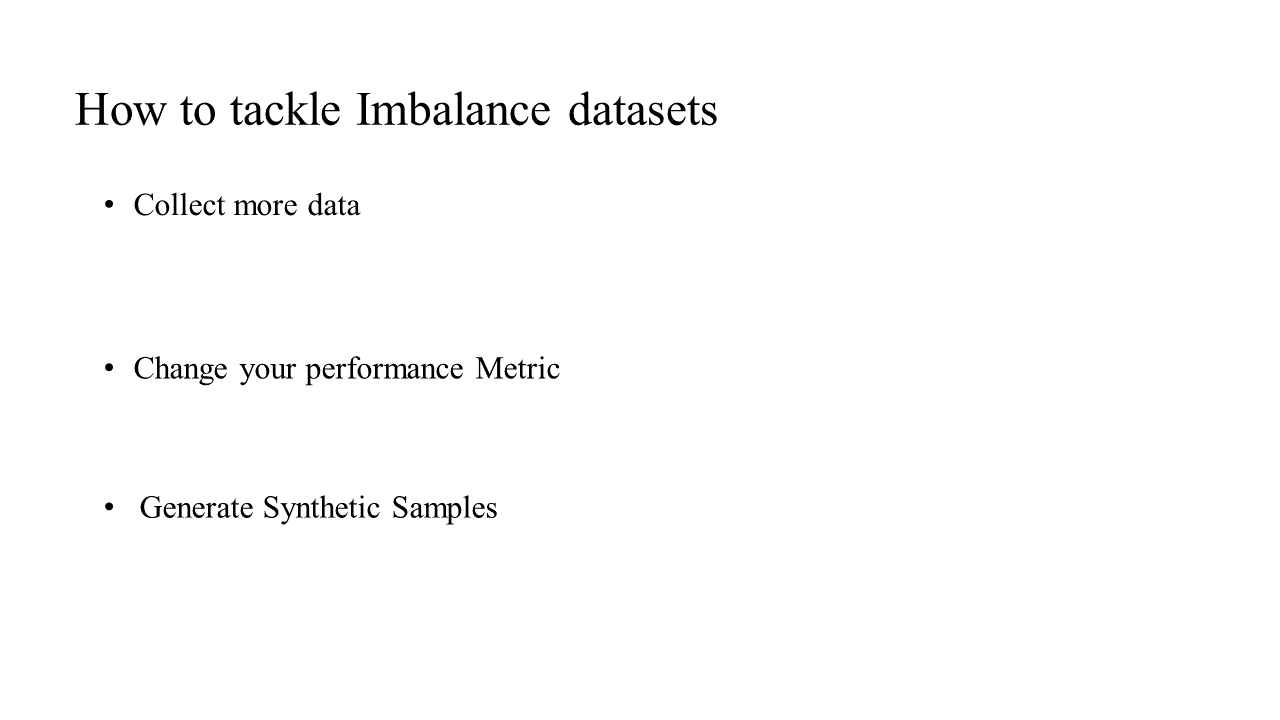 How to tackle Imbalance datasets
• Collect more data
• Change your performance Metric
• Generate Synthetic Samples